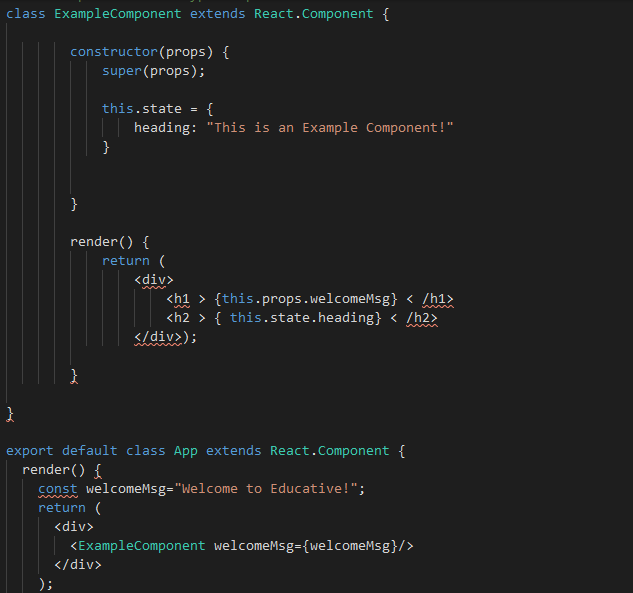 class ExampleComponent extends React.Component {
constructor(props) {
super(props);
this.state = {
heading: "This is an Example Component!"
}
}
render() {
return (
<div>
<h1 > {this.props.welcomeMsg} < /h1>
<h2 > { this.state.heading} < /h2>
</div>);
}
}
export default class App extends React.Component {
render() {
const welcomeMsg="Welcome to Educative!";
return (
<div>
<ExampleComponent welcomeMsg={welcomeMsg}/>
</div>
);